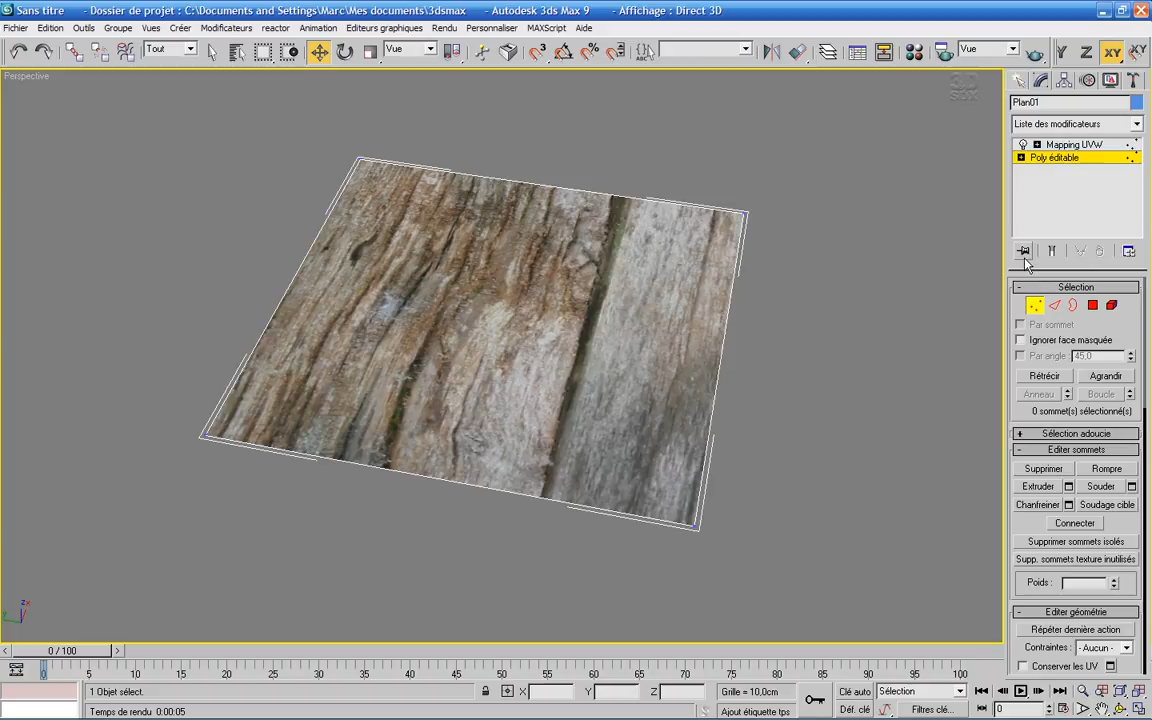 Sans titre - Dossier de projet : C:\Documents and Settings\Marc\Mes documents\3dsmax - Autodesk 3ds Max 9 - Affichage : Direct 3D
Fichier Edition Outils Groupe Vues Créer Modificateurs reactor Animation Editeurs graphiques Rendu Personnaliser MAXScript Aide
Tout Vue Vue Y Z XY XY
Perspective
Plan01
Liste des modificateurs
Mapping UVW
Poly éditable
- Sélection
Par sommet
Ignorer face masquée
Par angle : 45,0
Rétrécir Agrandir
Anneau Boucle
0 sommet(s) sélectionné(s)
+ Sélection adoucie
- Editer sommets
Supprimer Rompre
Extruder Souder
Chanfreiner Soudage cible
Connecter
Supprimer sommets isolés
Supp. sommets texture inutilisés
Poids :
- Editer géométrie
Répéter dernière action
Contraintes : - Aucun -
Conserver les UV
0 / 100
0 5 10 15 20 25 30 35 40 45 50 55 60 65 70 75 80 85 90 95 100
1 Objet sélect. X Y Z Grille = 10,0cm Clé auto Sélection
Temps de rendu 0:00:05 Ajout étiquette tps Déf. clé Filtres clé... 0